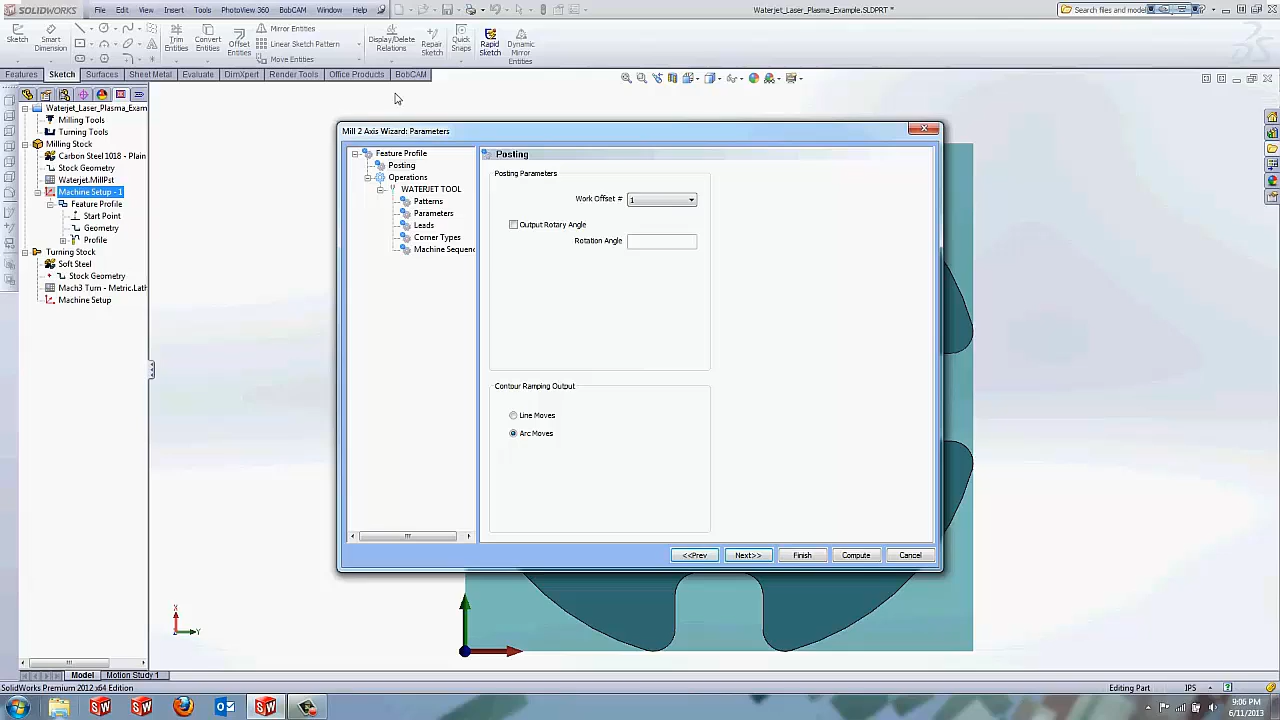 SOLIDWORKS
File Edit View Insert Tools PhotoView 360 BobCAM Window Help
Waterjet_Laser_Plasma_Example.SLDPRT *
Search files and model
Sketch
Smart Dimension
Trim Entities
Convert Entities
Offset Entities
Mirror Entities
Linear Sketch Pattern
Move Entities
Display/Delete Relations
Repair Sketch
Quick Snaps
Rapid Sketch
Dynamic Mirror Entities
Features Sketch Surfaces Sheet Metal Evaluate DimXpert Render Tools Office Products BobCAM
Waterjet_Laser_Plasma_Exam
Milling Tools
Turning Tools
Milling Stock
Carbon Steel 1018 - Plain
Stock Geometry
Waterjet.MillPst
Machine Setup - 1
Feature Profile
Start Point
Geometry
Profile
Turning Stock
Soft Steel
Stock Geometry
Mach3 Turn - Metric.Lath
Machine Setup
Mill 2 Axis Wizard: Parameters
Feature Profile
Posting
Operations
WATERJET TOOL
Patterns
Parameters
Leads
Corner Types
Machine Sequenc
Posting
Posting Parameters
Work Offset # 1
Output Rotary Angle
Rotation Angle
Contour Ramping Output
Line Moves
Arc Moves
<<Prev Next>> Finish Compute Cancel
X
Y
Model Motion Study 1
SolidWorks Premium 2012 x64 Edition
Editing Part
IPS
9:06 PM
6/11/2013